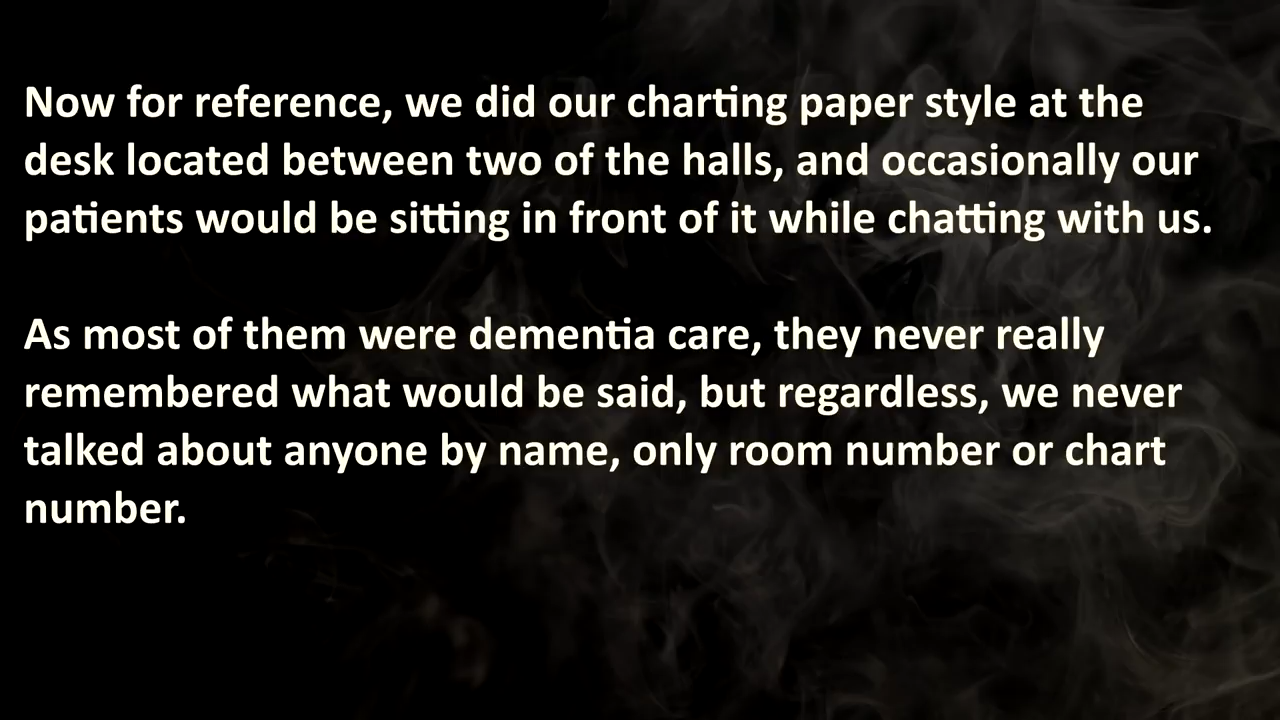 Now for reference, we did our charting paper style at the
desk located between two of the halls, and occasionally our
patients would be sitting in front of it while chatting with us.
As most of them were dementia care, they never really
remembered what would be said, but regardless, we never
talked about anyone by name, only room number or chart
number.